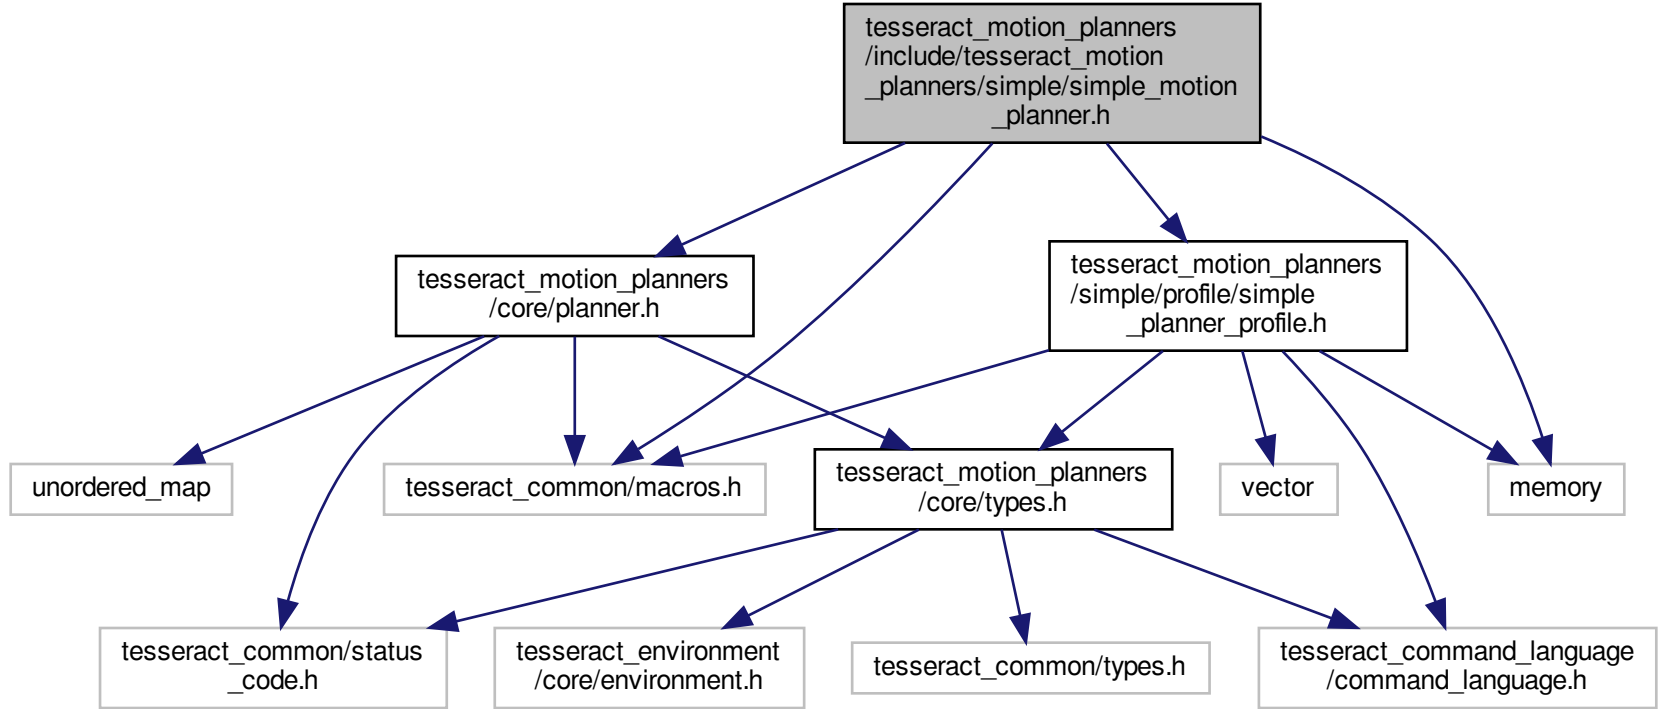 tesseract_motion_planners
/include/tesseract_motion
_planners/simple/simple_motion
_planner.h
tesseract_motion_planners
/core/planner.h
tesseract_motion_planners
/simple/profile/simple
_planner_profile.h
unordered_map
tesseract_common/macros.h
tesseract_motion_planners
/core/types.h
vector
memory
tesseract_common/status
_code.h
tesseract_environment
/core/environment.h
tesseract_common/types.h
tesseract_command_language
/command_language.h